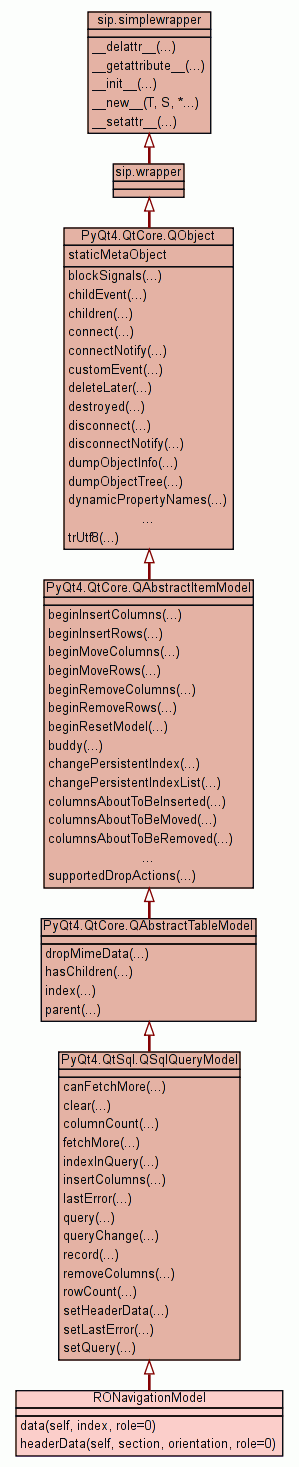 sip.simplewrapper
__delattr__(...)
__getattribute__(...)
__init__(...)
__new__(T, S, *...)
__setattr__(...)
sip.wrapper
PyQt4.QtCore.QObject
staticMetaObject
blockSignals(...)
childEvent(...)
children(...)
connect(...)
connectNotify(...)
customEvent(...)
deleteLater(...)
destroyed(...)
disconnect(...)
disconnectNotify(...)
dumpObjectInfo(...)
dumpObjectTree(...)
dynamicPropertyNames(...)
...
trUtf8(...)
PyQt4.QtCore.QAbstractItemModel
beginInsertColumns(...)
beginInsertRows(...)
beginMoveColumns(...)
beginMoveRows(...)
beginRemoveColumns(...)
beginRemoveRows(...)
beginResetModel(...)
buddy(...)
changePersistentIndex(...)
changePersistentIndexList(...)
columnsAboutToBeInserted(...)
columnsAboutToBeMoved(...)
columnsAboutToBeRemoved(...)
...
supportedDropActions(...)
PyQt4.QtCore.QAbstractTableModel
dropMimeData(...)
hasChildren(...)
index(...)
parent(...)
PyQt4.QtSql.QSqlQueryModel
canFetchMore(...)
clear(...)
columnCount(...)
fetchMore(...)
indexInQuery(...)
insertColumns(...)
lastError(...)
query(...)
queryChange(...)
record(...)
removeColumns(...)
rowCount(...)
setHeaderData(...)
setLastError(...)
setQuery(...)
RONavigationModel
data(self, index, role=0)
headerData(self, section, orientation, role=0)